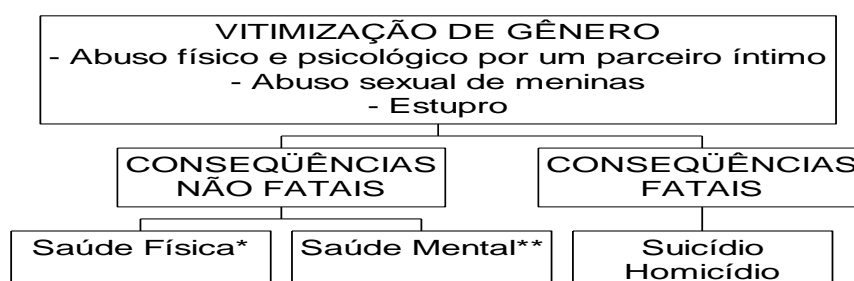 VITIMIZAÇÃO DE GÊNERO
- Abuso físico e psicológico por um parceiro íntimo
- Abuso sexual de meninas
- Estupro
CONSEQÜÊNCIAS
NÃO FATAIS
CONSEQÜÊNCIAS
FATAIS
Saúde Física*
Saúde Mental**
Suicídio
Homicídio